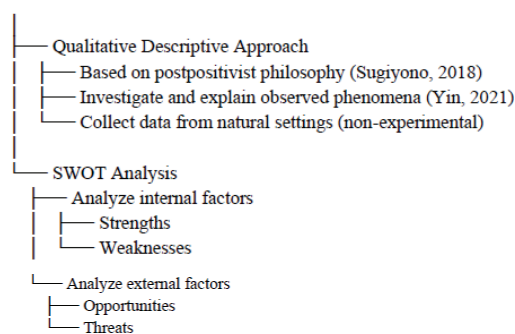 Qualitative Descriptive Approach
Based on postpositivist philosophy (Sugiyono, 2018)
Investigate and explain observed phenomena (Yin, 2021)
Collect data from natural settings (non-experimental)
SWOT Analysis
Analyze internal factors
Strengths
Weaknesses
Analyze external factors
Opportunities
Threats